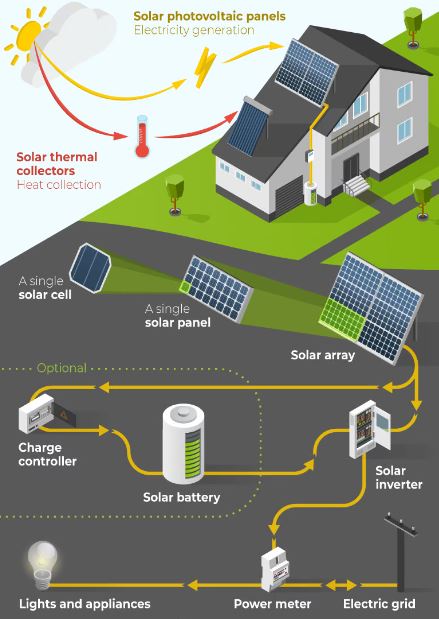 Solar photovoltaic panels
Electricity generation
Solar thermal
collectors
Heat collection
A single
solar cell
A single
solar panel
Solar array
Optional
Charge
controller
Solar battery
Solar
inverter
Lights and appliances
Power meter
Electric grid